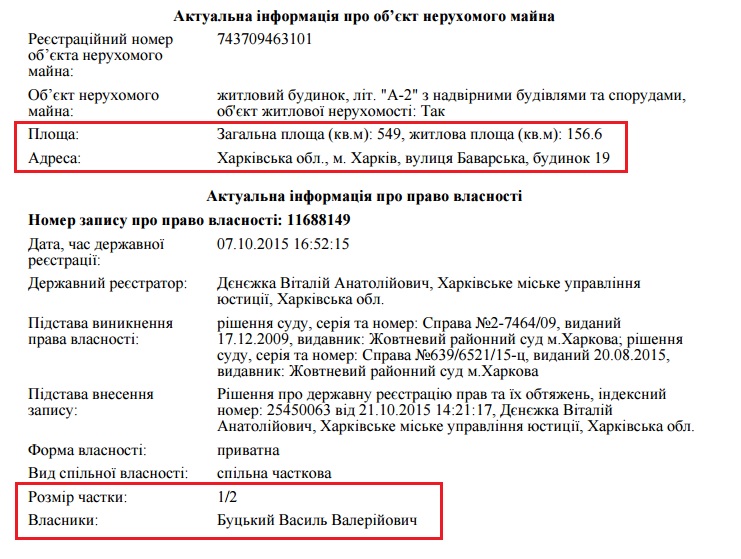 Актуальна інформація про об’єкт нерухомого майна
Реєстраційний номер 743709463101
об’єкта нерухомого
майна:
Об’єкт нерухомого житловий будинок, літ. "А-2" з надвірними будівлями та спорудами,
майна: об'єкт житлової нерухомості: Так
Площа: Загальна площа (кв.м): 549, житлова площа (кв.м): 156.6
Адреса: Харківська обл., м. Харків, вулиця Баварська, будинок 19
Актуальна інформація про право власності
Номер запису про право власності: 11688149
Дата, час державної 07.10.2015 16:52:15
реєстрації:
Державний реєстратор: Дєнєжка Віталій Анатолійович, Харківське міське управління
юстиції, Харківська обл.
Підстава виникнення рішення суду, серія та номер: Справа №2-7464/09, виданий
права власності: 17.12.2009, видавник: Жовтневий районний суд м.Харкова; рішення
суду, серія та номер: Справа №639/6521/15-ц, виданий 20.08.2015,
видавник: Жовтневий районний суд м.Харкова
Підстава внесення Рішення про державну реєстрацію прав та їх обтяжень, індексний
запису: номер: 25450063 від 21.10.2015 14:21:17, Дєнєжка Віталій
Анатолійович, Харківське міське управління юстиції, Харківська обл.
Форма власності: приватна
Вид спільної власності: спільна часткова
Розмір частки: 1/2
Власники: Буцький Василь Валерійович